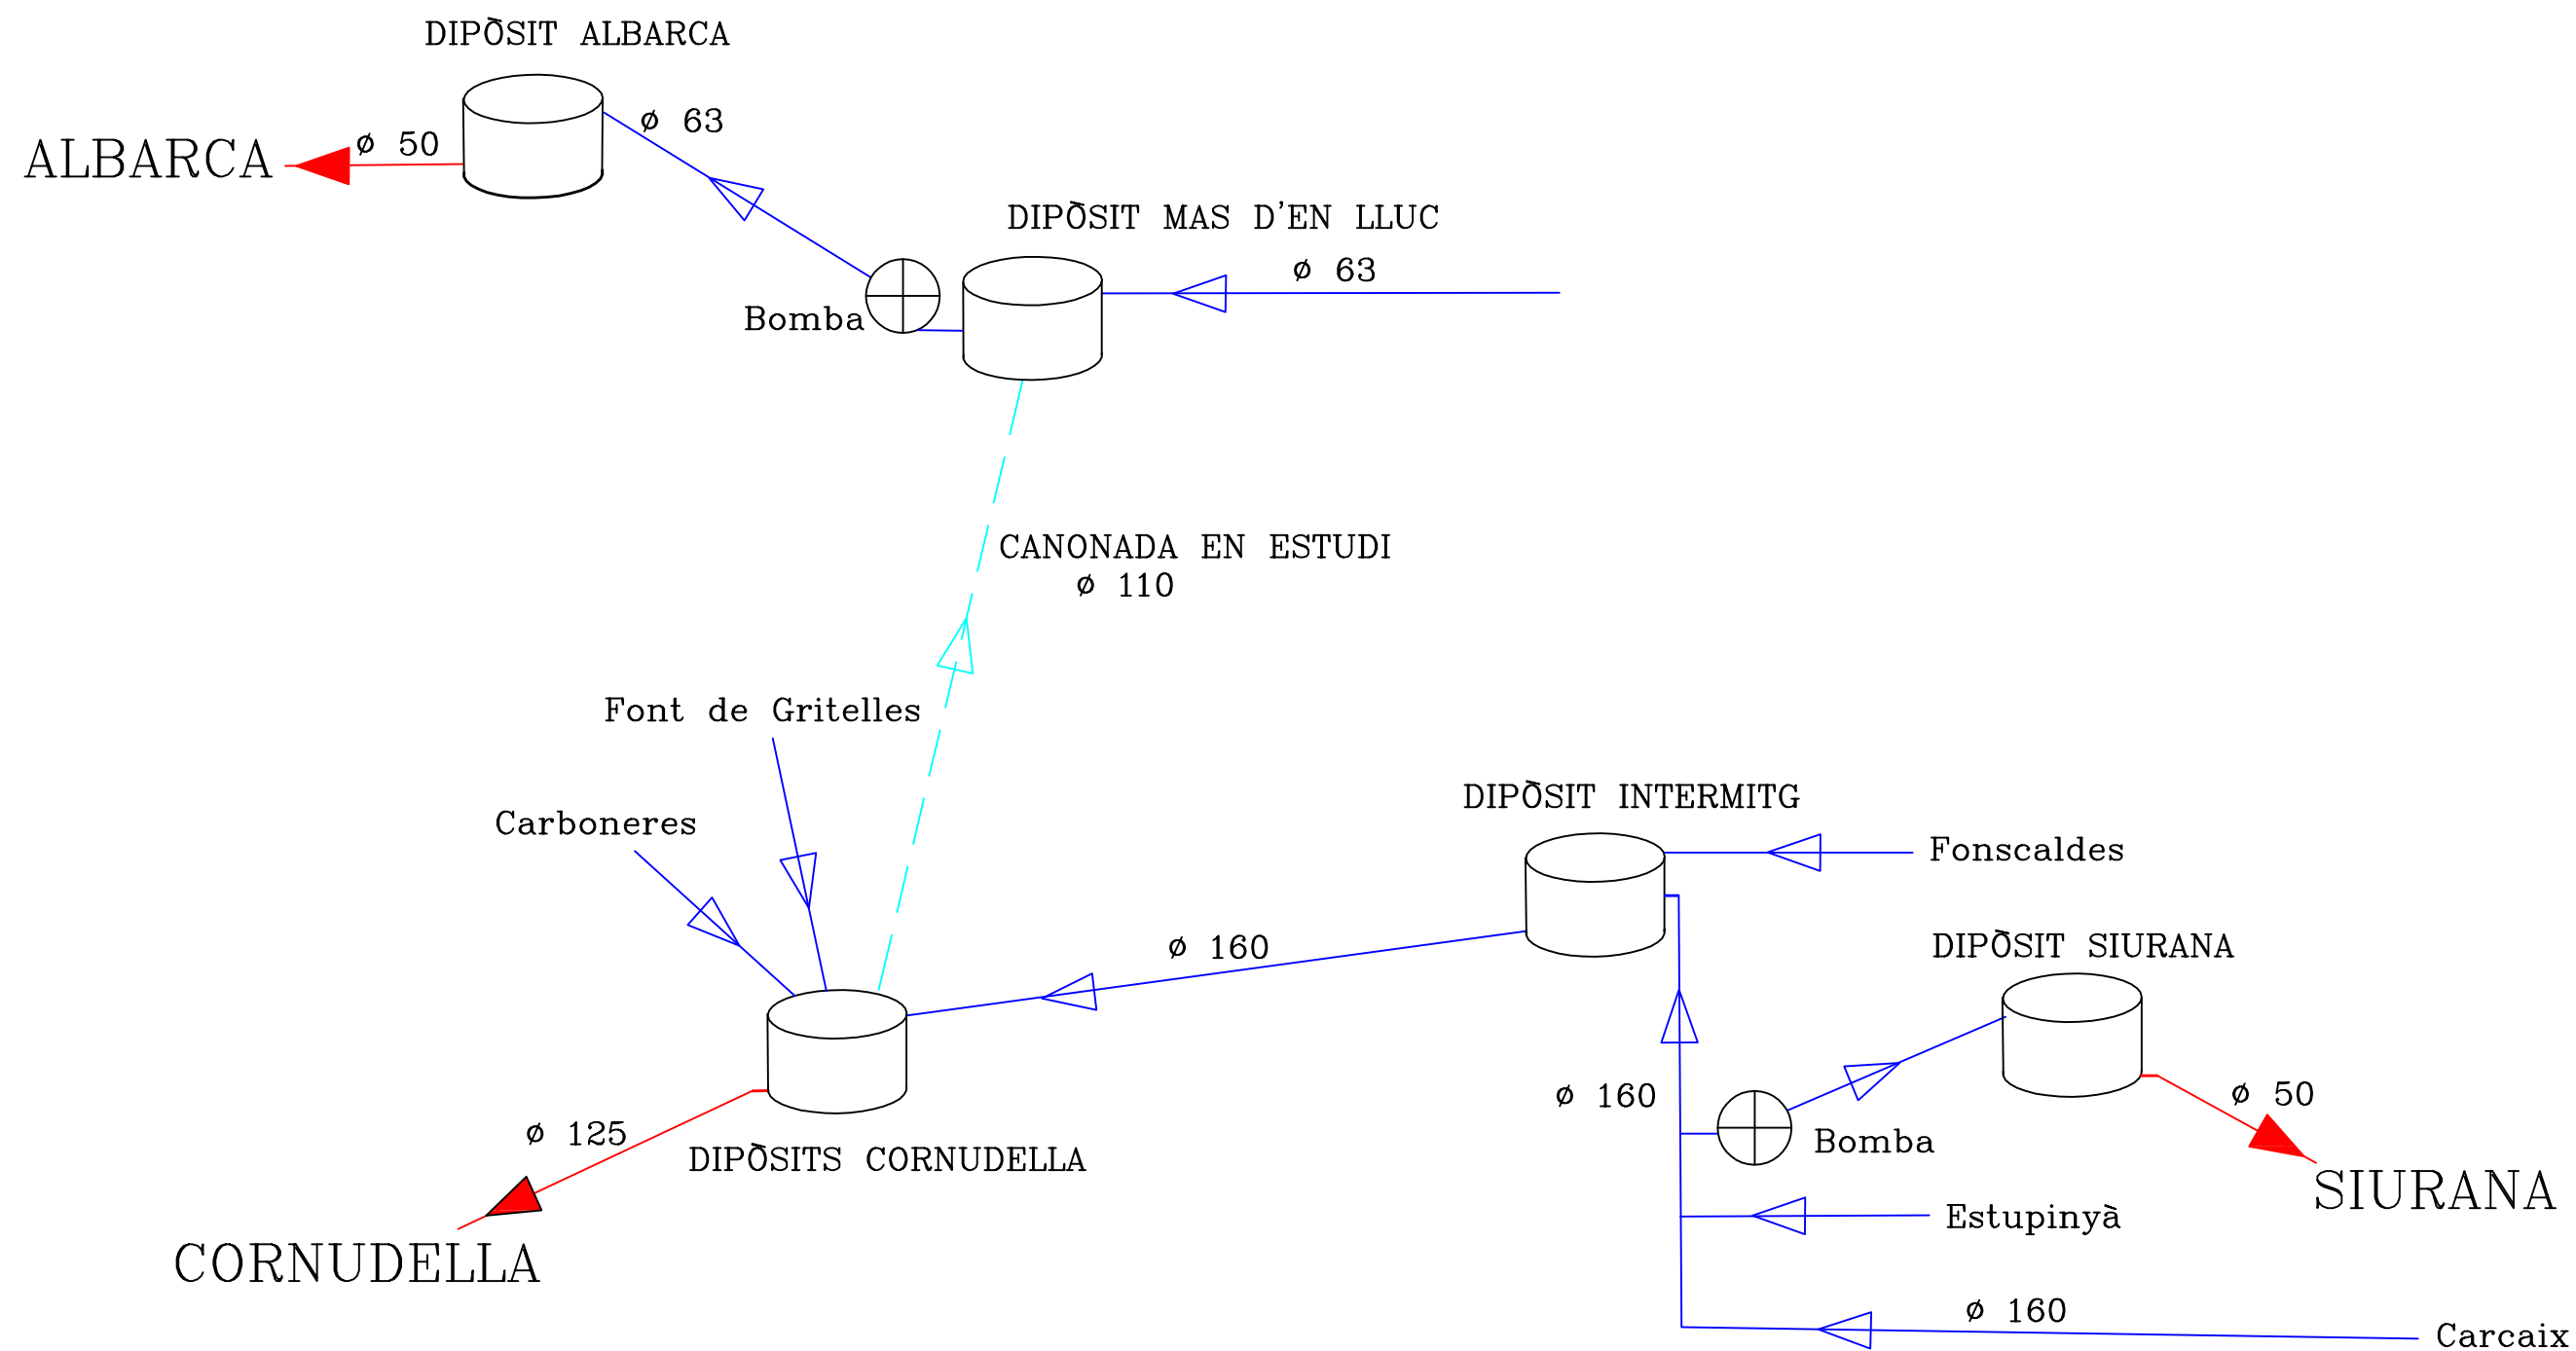 DIPÒSIT ALBARCA
ø 63
ø 50
ALBARCA
DIPÒSIT MAS D'EN LLUC
ø 63
Bomba
CANONADA EN ESTUDI
ø 110
Font de Gritelles
Carboneres
DIPÒSIT INTERMITG
Fonscaldes
ø 160
DIPÒSIT SIURANA
ø 160
ø 50
Bomba
ø 125
DIPÒSITS CORNUDELLA
SIURANA
Estupinyà
CORNUDELLA
ø 160
Carcaix